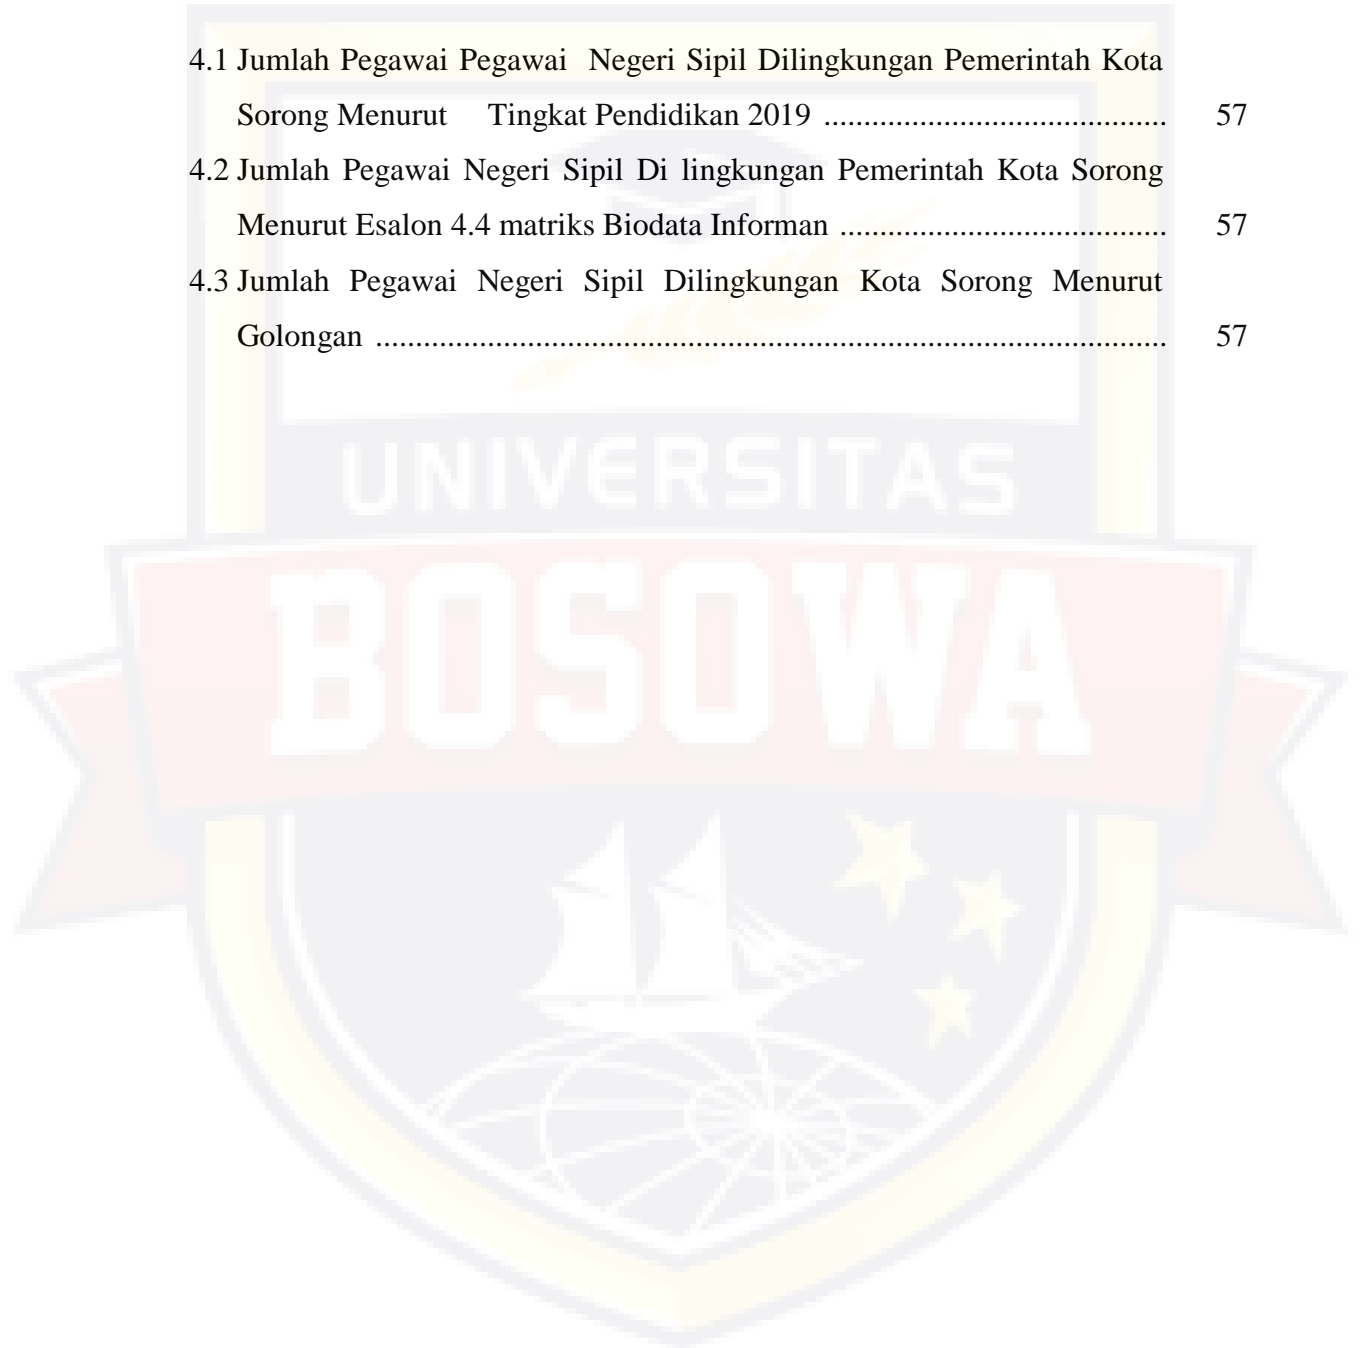 4.1 Jumlah Pegawai Pegawai Negeri Sipil Dilingkungan Pemerintah Kota
Sorong Menurut Tingkat Pendidikan 2019 ........................................... 57
4.2 Jumlah Pegawai Negeri Sipil Di lingkungan Pemerintah Kota Sorong
Menurut Esalon 4.4 matriks Biodata Informan ......................................... 57
4.3 Jumlah Pegawai Negeri Sipil Dilingkungan Kota Sorong Menurut
Golongan .................................................................................................... 57
UNIVERSITAS
BOSOWA